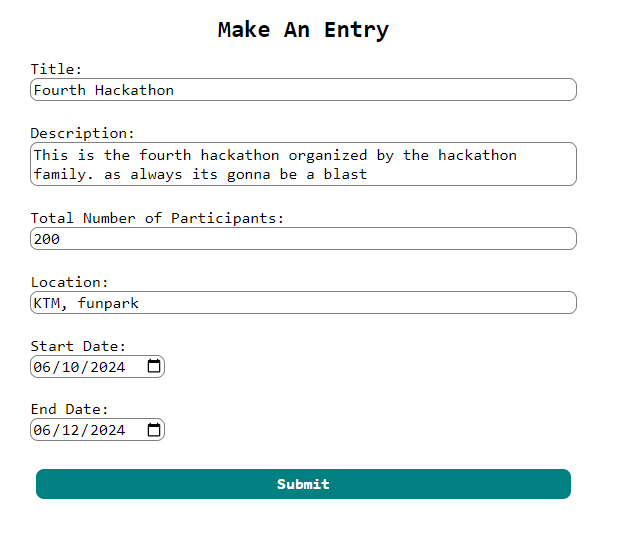 Make An Entry
Title:
Fourth Hackathon
Description:
This is the fourth hackathon organized by the hackathon
family. as always its gonna be a blast
Total Number of Participants:
200
Location:
KTM, funpark
Start Date:
06/10/2024
End Date:
06/12/2024
Submit